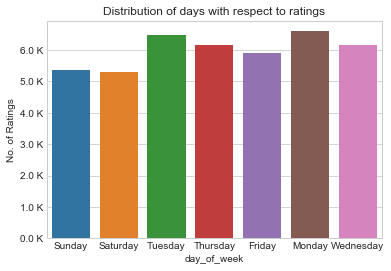 Distribution of days with respect to ratings
No. of Ratings
6.0 K
5.0 K
4.0 K
3.0 K
2.0 K
1.0 K
0.0 K
Sunday Saturday Tuesday Thursday Friday Monday Wednesday
day_of_week